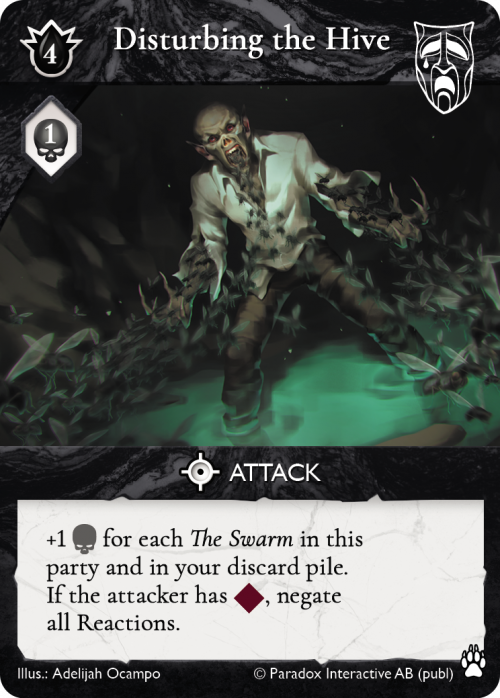 4
Disturbing the Hive
1
ATTACK
+1 for each The Swarm in this
party and in your discard pile.
If the attacker has , negate
all Reactions.
Illus.: Adelijah Ocampo
© Paradox Interactive AB (publ)